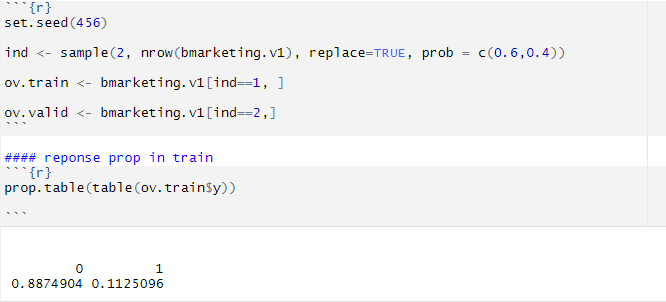 ```{r}
set.seed(456)
ind <- sample(2, nrow(bmarketing.v1), replace=TRUE, prob = c(0.6,0.4))
ov.train <- bmarketing.v1[ind==1, ]
ov.valid <- bmarketing.v1[ind==2,]
```
#### reponse prop in train
```{r}
prop.table(table(ov.train$y))
```
0 1
0.8874904 0.1125096